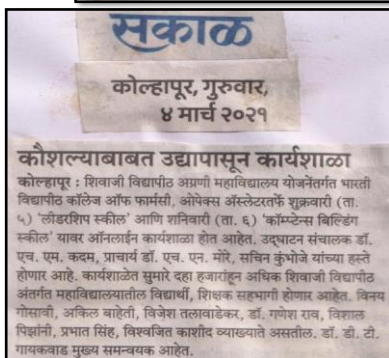 सकाळ
कोल्हापूर, गुरुवार,
४ मार्च २०२१
कौशल्याबाबत उद्यापासून कार्यशाळा
कोल्हापूर : शिवाजी विद्यापीठ अग्रणी महाविद्यालय योजनेंतर्गत भारती
विद्यापीठ कॉलेज ऑफ फार्मसी, ओपेक्स ॲस्लेटरतर्फे शुक्रवारी (ता.
५) 'लीडरशिप स्कील' आणि शनिवारी (ता. ६) 'कॉम्प्टेन्स बिल्डिंग
स्कील' यावर ऑनलाईन कार्यशाळा होत आहेत. उद्‌घाटन संचालक डॉ.
एच. एम. कदम, प्राचार्य डॉ. एच. एन. मोरे, सचिन कुंभोजे यांच्या हस्ते
होणार आहे. कार्यशाळेत सुमारे दहा हजारांहून अधिक शिवाजी विद्यापीठ
अंतर्गत महाविद्यालयातील विद्यार्थी, शिक्षक सहभागी होणार आहेत. विनय
गोसावी, अकिल बाहेती, विजेश तलावाडेकर, डॉ. गणेश राव, विशाल
पिझांनी, प्रभात सिंह, विश्वजित काशीद व्याख्याते असतील. डॉ. डी. टी.
गायकवाड मुख्य समन्वयक आहेत.